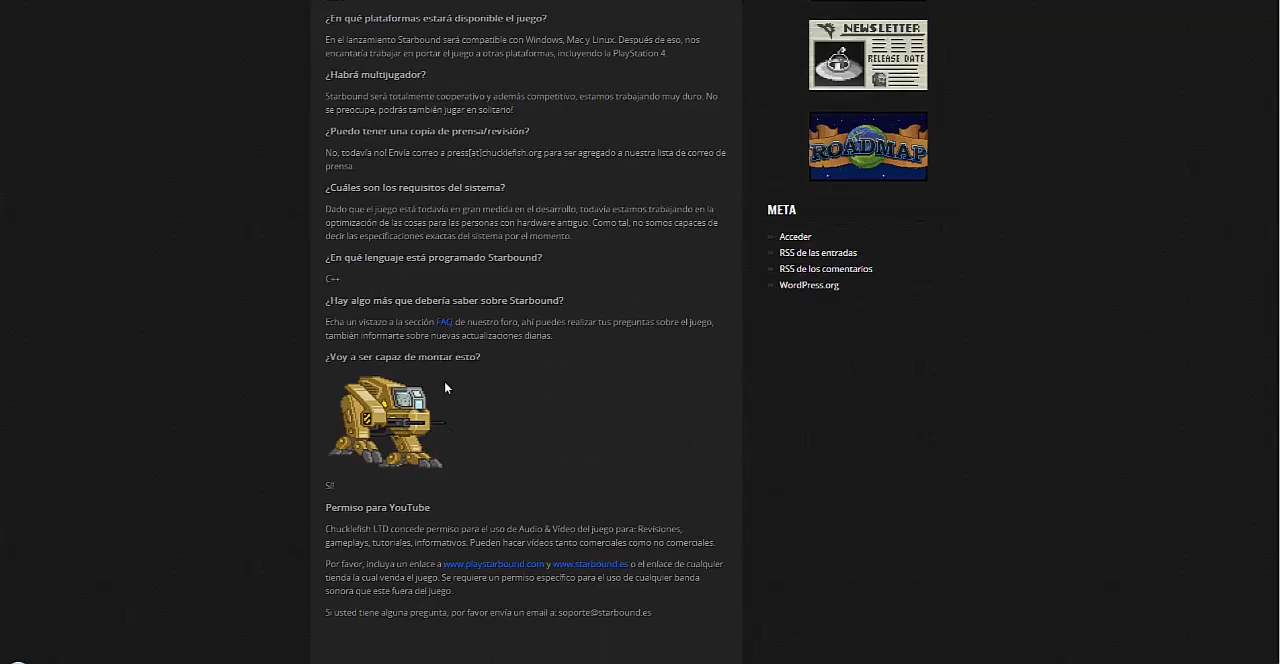 ¿En qué plataformas estará disponible el juego?
En el lanzamiento Starbound será compatible con Windows, Mac y Linux. Después de eso, nos
encantaría trabajar en portar el juego a otras plataformas, incluyendo la PlayStation 4.
¿Habrá multijugador?
Starbound será totalmente cooperativo y además competitivo, estamos trabajando muy duro. No
se preocupe, podrás también jugar en solitario!
¿Puedo tener una copia de prensa/revisión?
No, todavía no! Envía correo a press[at]chucklefish.org para ser agregado a nuestra lista de correo de
prensa.
¿Cuáles son los requisitos del sistema?
Dado que el juego está todavía en gran medida en el desarrollo, todavía estamos trabajando en la
optimización de las cosas para las personas con hardware antiguo. Como tal, no somos capaces de
decir las especificaciones exactas del sistema por el momento.
¿En qué lenguaje está programado Starbound?
C++
¿Hay algo más que debería saber sobre Starbound?
Echa un vistazo a la sección FAQ de nuestro foro, ahí puedes realizar tus preguntas sobre el juego,
también informarte sobre nuevas actualizaciones diarias.
¿Voy a ser capaz de montar esto?
Sí!
Permiso para YouTube
Chucklefish LTD concede permiso para el uso de Audio & Vídeo del juego para: Revisiones,
gameplays, tutoriales, informativos. Pueden hacer vídeos tanto comerciales como no comerciales.
Por favor, incluya un enlace a www.playstarbound.com y www.starbound.es o el enlace de cualquier
tienda la cual venda el juego. Se requiere un permiso específico para el uso de cualquier banda
sonora que este fuera del juego.
Si usted tiene alguna pregunta, por favor envía un email a: soporte@starbound.es
NEWSLETTER
RELEASE DATE
ROADMAP
META
Acceder
RSS de las entradas
RSS de los comentarios
WordPress.org